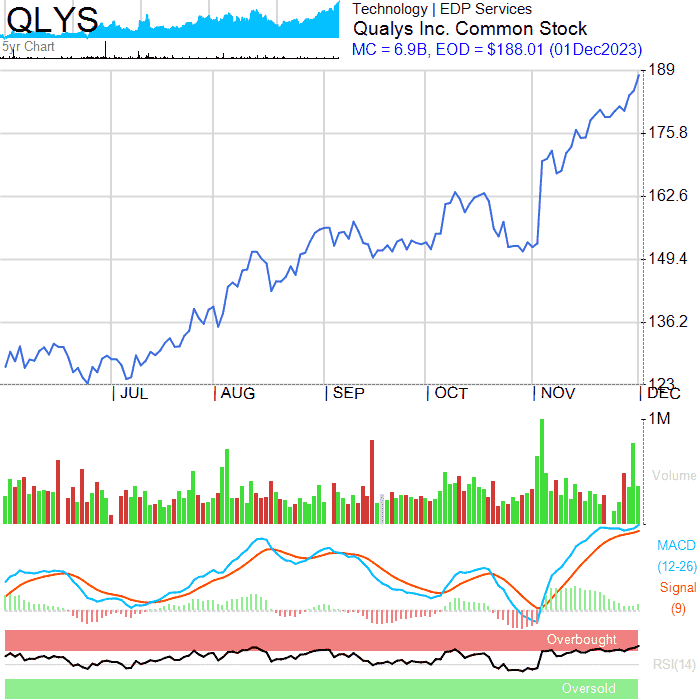 QLYS
5yr Chart
Technology | EDP Services
Qualys Inc. Common Stock
MC = 6.9B, EOD = $188.01 (01Dec2023)
189
175.8
162.6
149.4
136.2
123
JUL
AUG
SEP
OCT
NOV
DEC
1M
Volume
MACD
(12-26)
Signal
(9)
Overbought
RSI(14)
Oversold